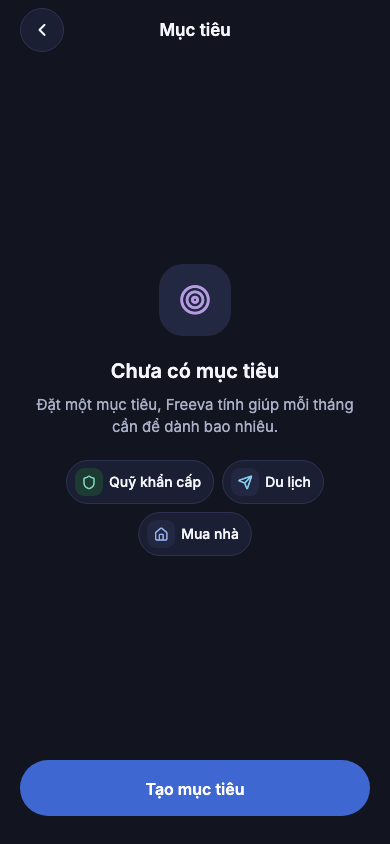 Mục tiêu
Chưa có mục tiêu
Đặt một mục tiêu, Freeva tính giúp mỗi tháng
cần để dành bao nhiêu.
Quỹ khẩn cấp
Du lịch
Mua nhà
Tạo mục tiêu